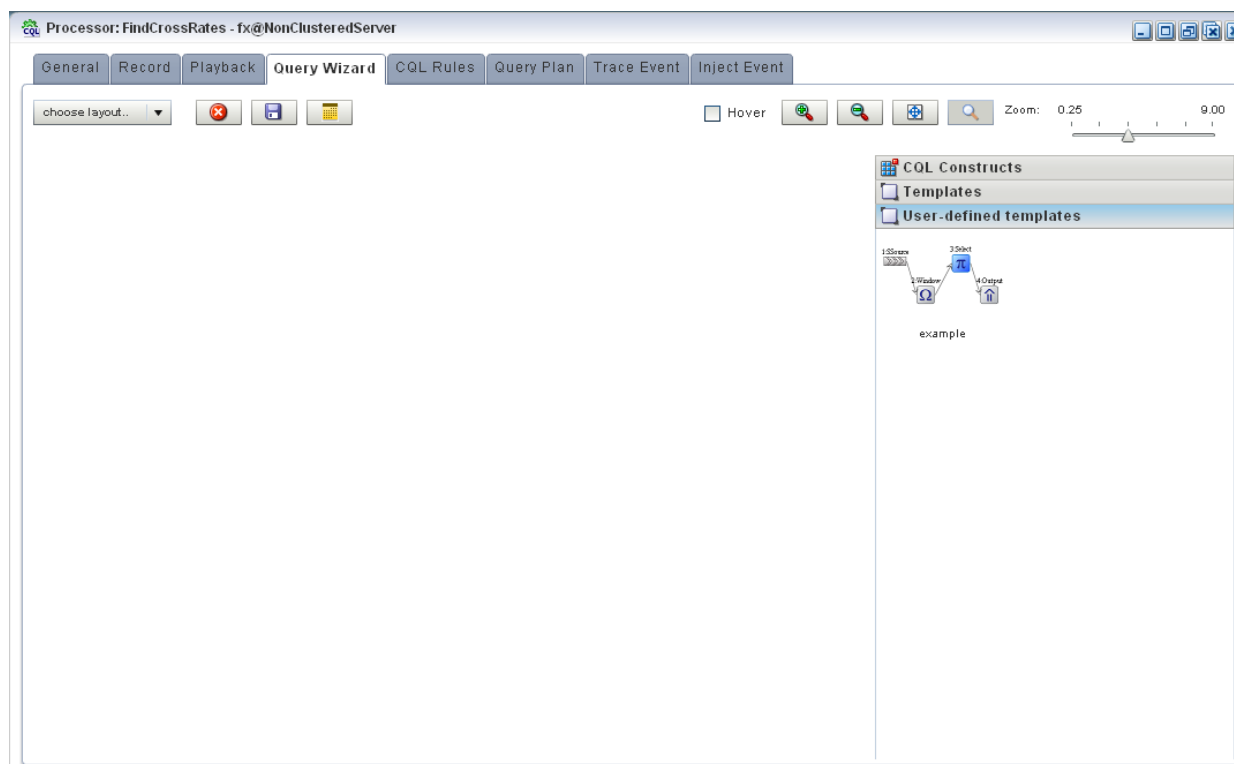 Processor: FindCrossRates - fx@NonClusteredServer
General Record Playback Query Wizard CQL Rules Query Plan Trace Event Inject Event
choose layout.. Hover Zoom: 0.25 9.00
CQL Constructs
Templates
User-defined templates
1:SSource 3:Select
2:Window 4:Output
example